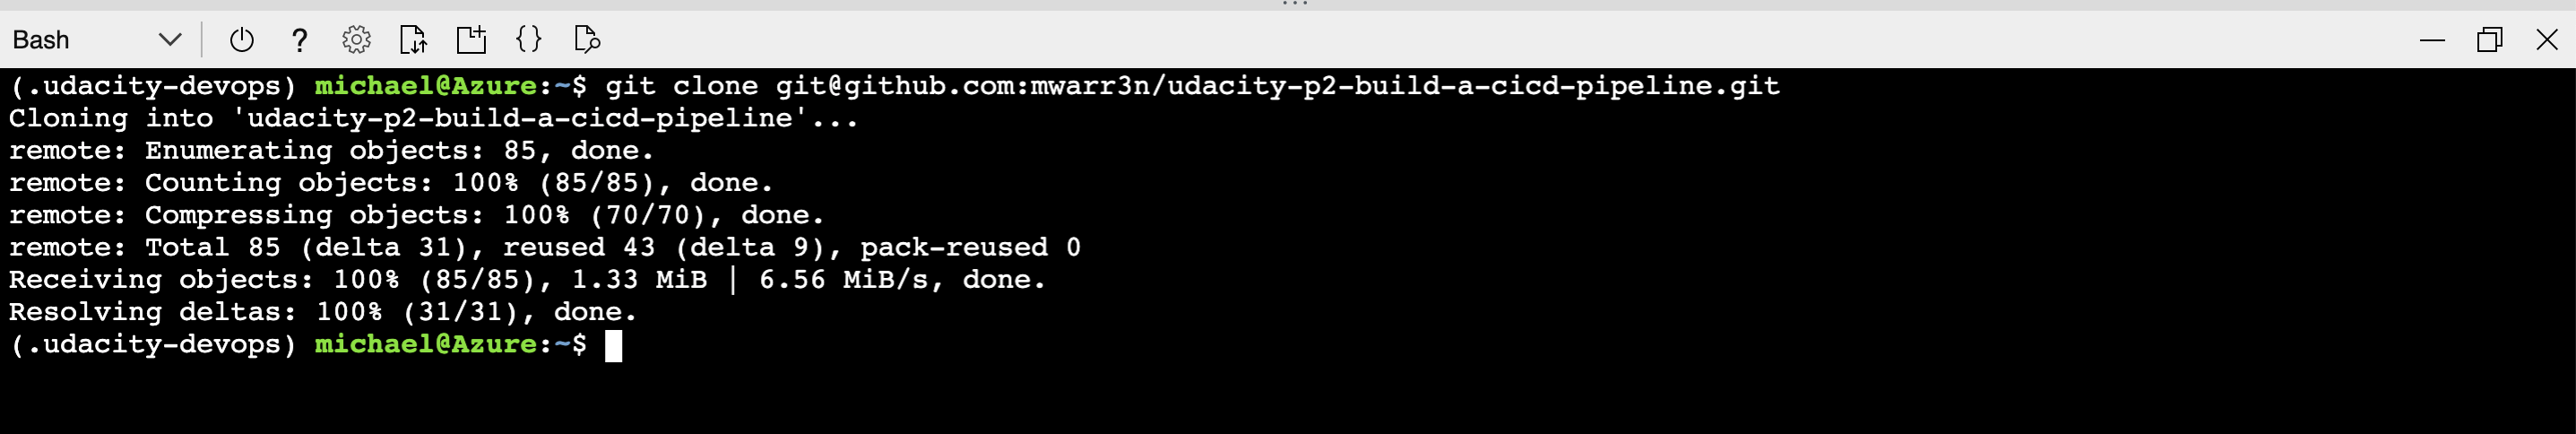 Bash
(.udacity-devops) michael@Azure:~$ git clone git@github.com:mwarr3n/udacity-p2-build-a-cicd-pipeline.git
Cloning into 'udacity-p2-build-a-cicd-pipeline'...
remote: Enumerating objects: 85, done.
remote: Counting objects: 100% (85/85), done.
remote: Compressing objects: 100% (70/70), done.
remote: Total 85 (delta 31), reused 43 (delta 9), pack-reused 0
Receiving objects: 100% (85/85), 1.33 MiB | 6.56 MiB/s, done.
Resolving deltas: 100% (31/31), done.
(.udacity-devops) michael@Azure:~$